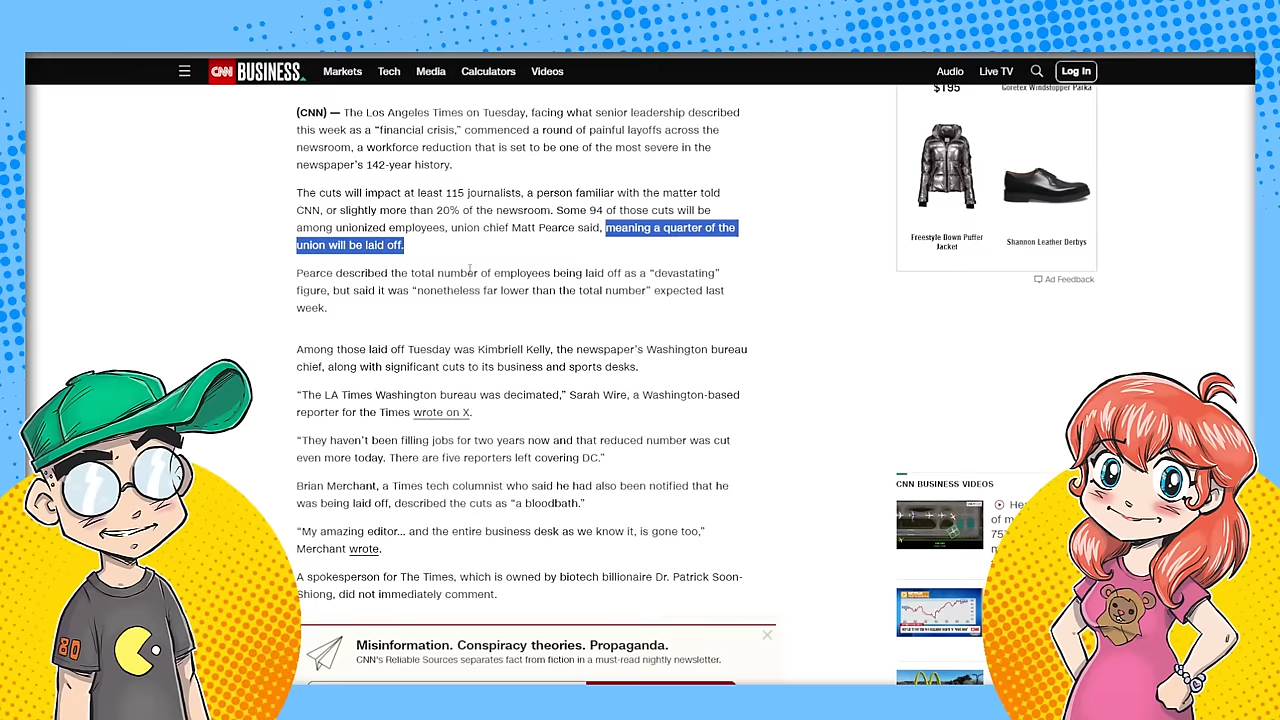 CNN BUSINESS
Markets
Tech
Media
Calculators
Videos
Audio
Live TV
Log In
(CNN) — The Los Angeles Times on Tuesday, facing what senior leadership described
this week as a “financial crisis,” commenced a round of painful layoffs across the
newsroom, a workforce reduction that is set to be one of the most severe in the
newspaper’s 142-year history.
The cuts will impact at least 115 journalists, a person familiar with the matter told
CNN, or slightly more than 20% of the newsroom. Some 94 of those cuts will be
among unionized employees, union chief Matt Pearce said, meaning a quarter of the
union will be laid off.
Pearce described the total number of employees being laid off as a “devastating”
figure, but said it was “nonetheless far lower than the total number” expected last
week.
Among those laid off Tuesday was Kimbriell Kelly, the newspaper’s Washington bureau
chief, along with significant cuts to its business and sports desks.
“The LA Times Washington bureau was decimated,” Sarah Wire, a Washington-based
reporter for the Times wrote on X.
“They haven’t been filling jobs for two years now and that reduced number was cut
even more today. There are five reporters left covering DC.”
Brian Merchant, a Times tech columnist who said he had also been notified that he
was being laid off, described the cuts as “a bloodbath.”
“My amazing editor... and the entire business desk as we know it, is gone too,”
Merchant wrote.
A spokesperson for The Times, which is owned by biotech billionaire Dr. Patrick Soon-
Shiong, did not immediately comment.
Misinformation. Conspiracy theories. Propaganda.
CNN's Reliable Sources separates fact from fiction in a must-read nightly newsletter.
$195
Goretex Windstopper Parka
Freestyle Down Puffer
Jacket
Shannon Leather Derbys
Ad Feedback
CNN BUSINESS VIDEOS
of m
75
80